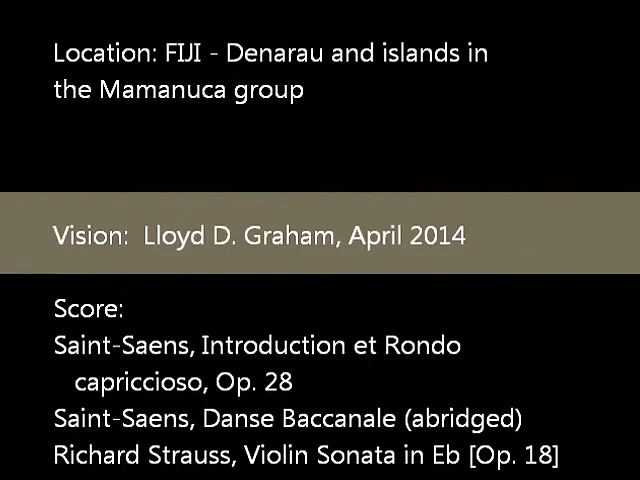 Location: FIJI - Denarau and islands in
the Mamanuca group
Vision:  Lloyd D. Graham, April 2014
Score:
Saint-Saens, Introduction et Rondo
capriccioso, Op. 28
Saint-Saens, Danse Baccanale (abridged)
Richard Strauss, Violin Sonata in Eb [Op. 18]